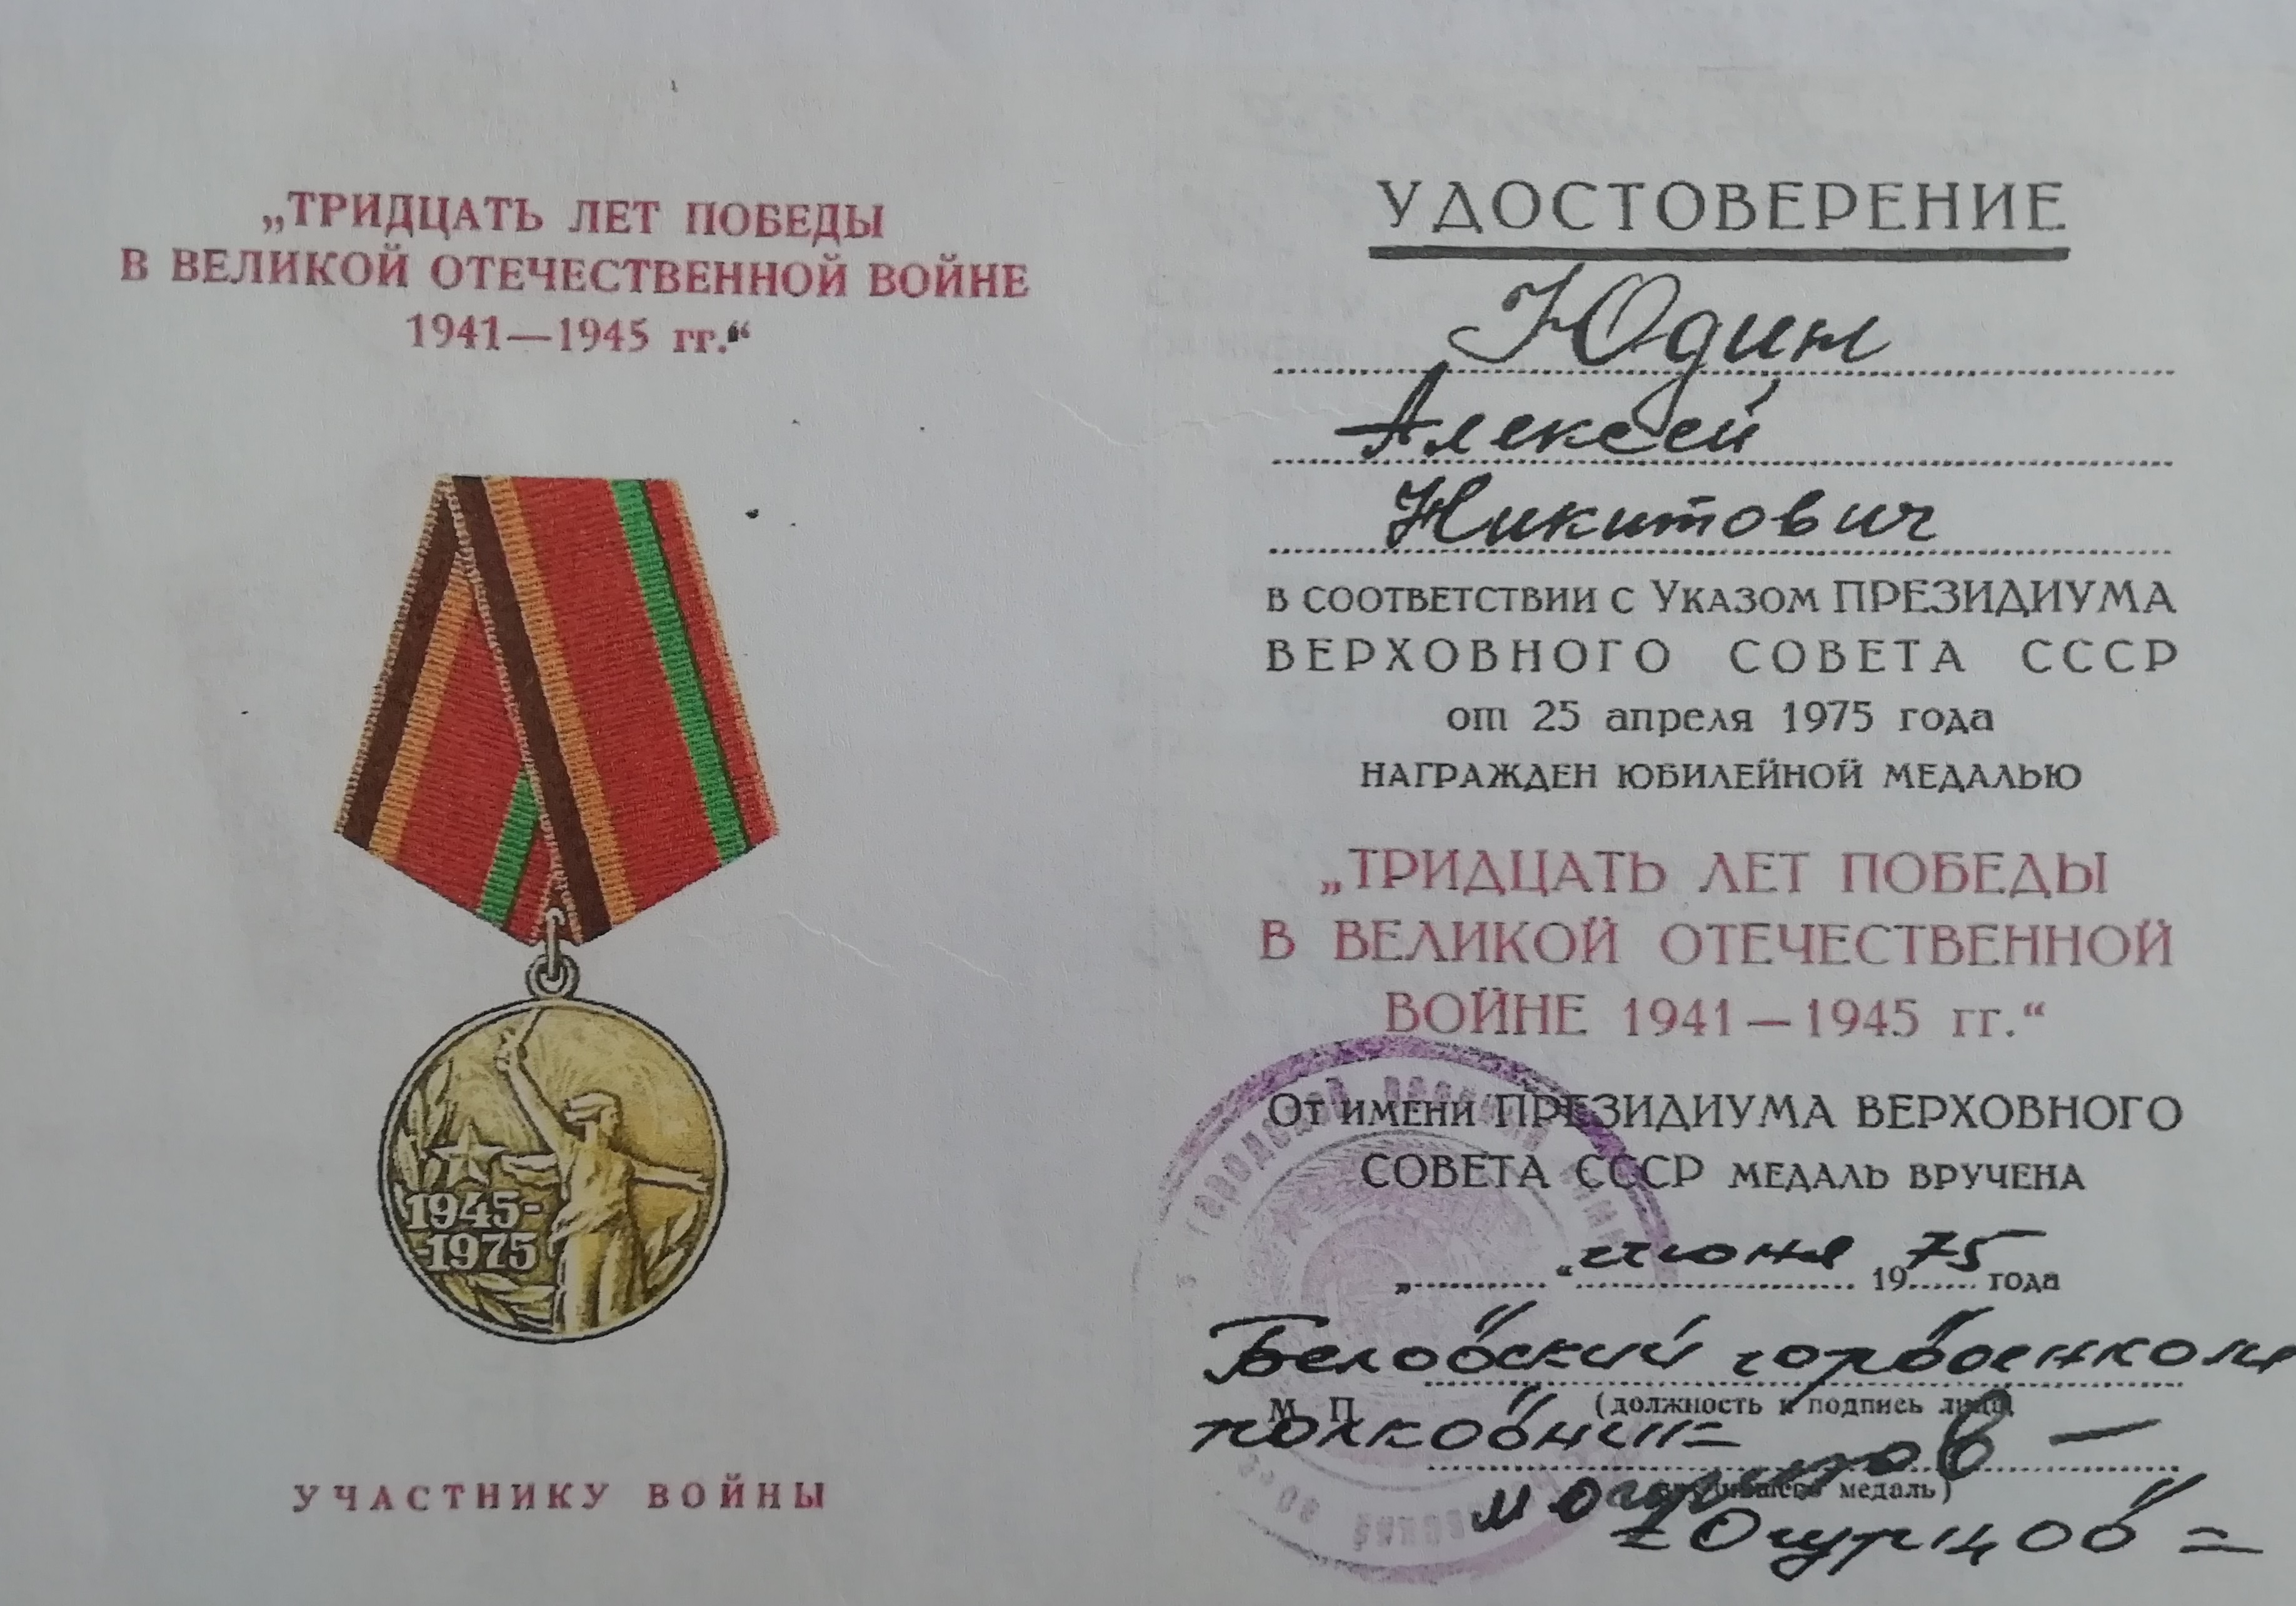 „ТРИДЦАТЬ ЛЕТ ПОБЕДЫ
В ВЕЛИКОЙ ОТЕЧЕСТВЕННОЙ ВОЙНЕ
1941—1945 гг.“
1945-
-1975
УЧАСТНИКУ ВОЙНЫ
УДОСТОВЕРЕНИЕ
Юдин
Алексей
Никитович
В СООТВЕТСТВИИ С УКАЗОМ ПРЕЗИДИУМА
ВЕРХОВНОГО СОВЕТА СССР
от 25 апреля 1975 года
НАГРАЖДЕН ЮБИЛЕЙНОЙ МЕДАЛЬЮ
„ТРИДЦАТЬ ЛЕТ ПОБЕДЫ
В ВЕЛИКОЙ ОТЕЧЕСТВЕННОЙ
ВОЙНЕ 1941—1945 гг.“
ОТ ИМЕНИ ПРЕЗИДИУМА ВЕРХОВНОГО
СОВЕТА СССР МЕДАЛЬ ВРУЧЕНА
„ “ июня 1975 года
Беловский горвоенком
М. П. (должность и подпись лица,
полковник
медаль)
Огурцов